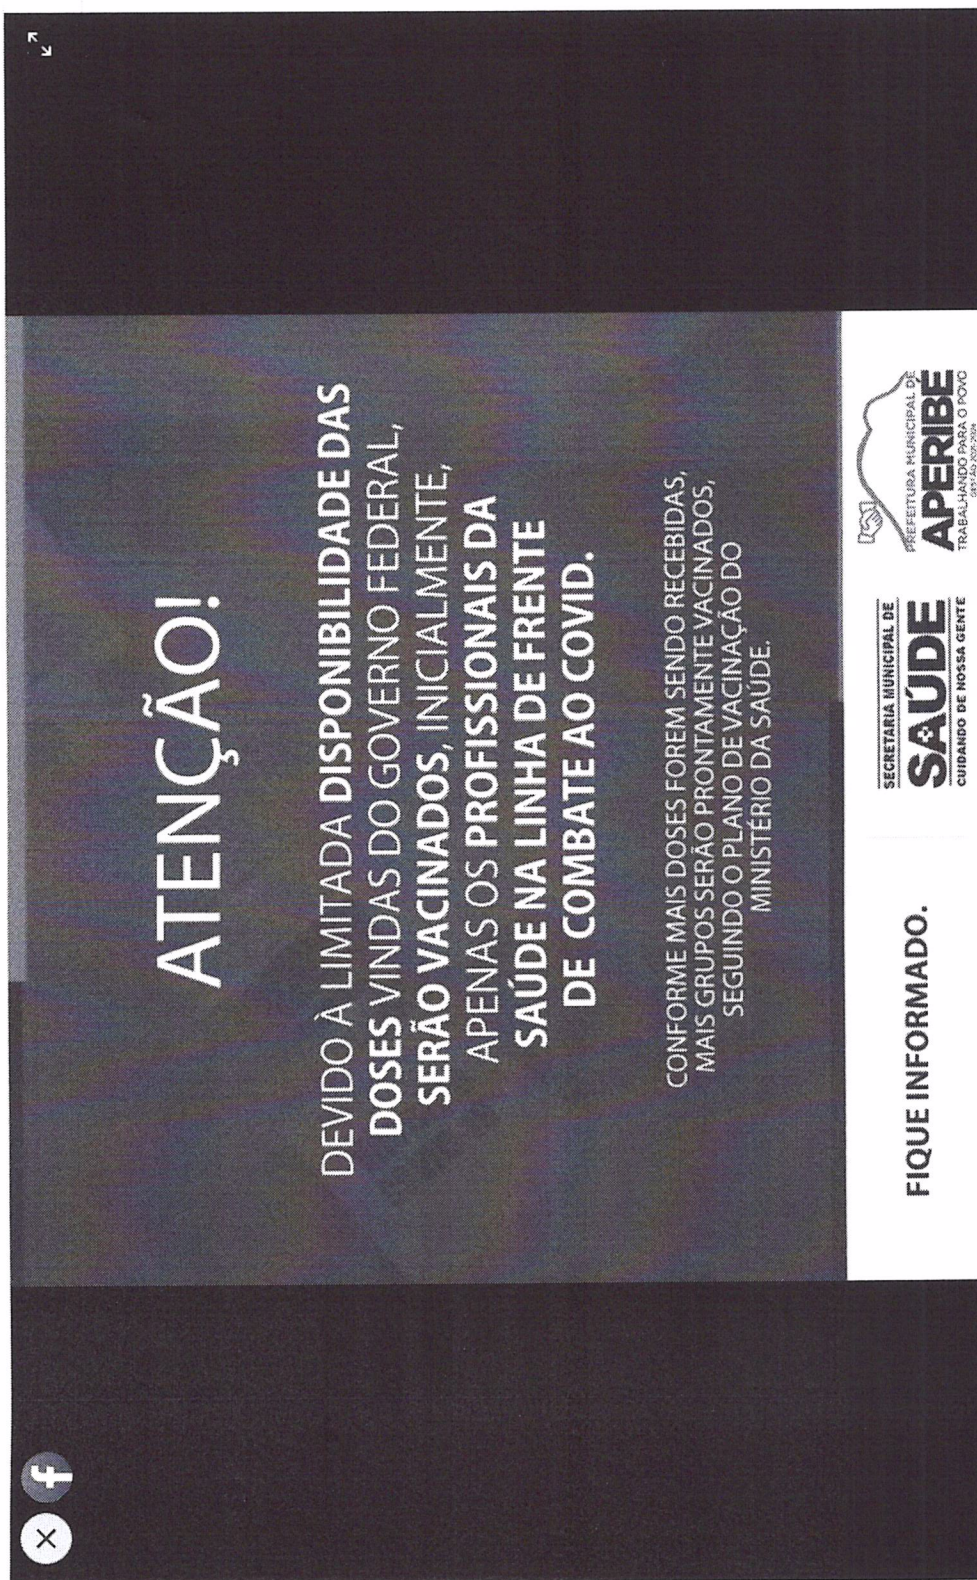 ATENÇÃO!
DEVIDO À LIMITADA DISPONIBILIDADE DAS
DOSES VINDAS DO GOVERNO FEDERAL,
SERÃO VACINADOS, INICIALMENTE,
APENAS OS PROFISSIONAIS DA
SAÚDE NA LINHA DE FRENTE
DE COMBATE AO COVID.
CONFORME MAIS DOSES FOREM SENDO RECEBIDAS,
MAIS GRUPOS SERÃO PRONTAMENTE VACINADOS,
SEGUINDO O PLANO DE VACINAÇÃO DO
MINISTÉRIO DA SAÚDE.
FIQUE INFORMADO.
SECRETARIA MUNICIPAL DE
SAÚDE
CUIDANDO DE NOSSA GENTE
PREFEITURA MUNICIPAL DE
APERIBÉ
TRABALHANDO PARA O POVO
GESTÃO 2021-2024